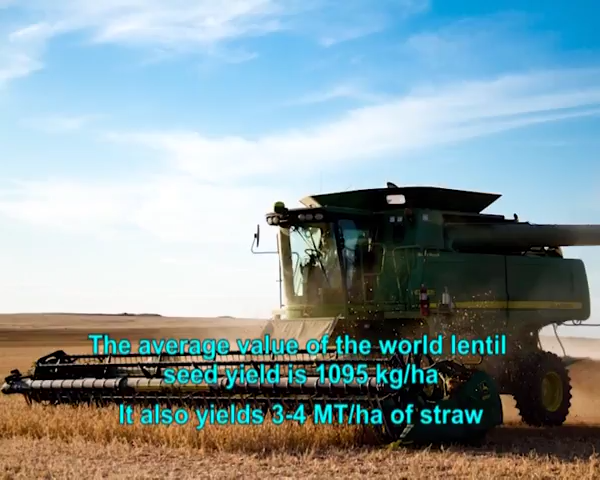 The average value of the world lentil
seed yield is 1095 kg/ha
It also yields 3-4 MT/ha of straw